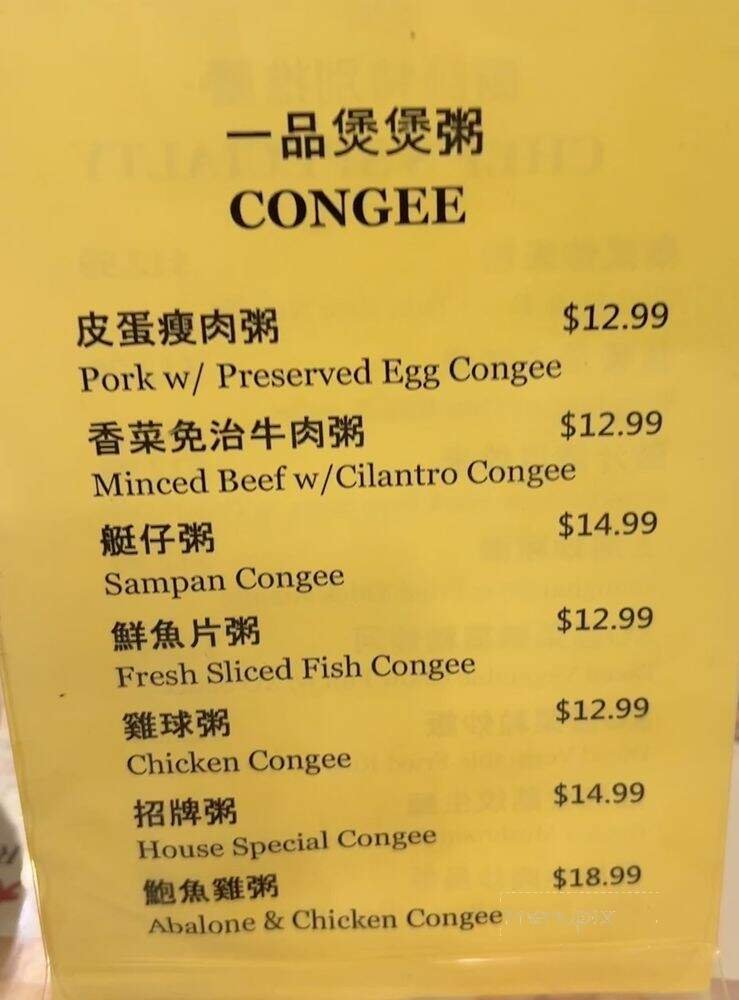 一品煲煲粥
CONGEE
皮蛋瘦肉粥 $12.99
Pork w/ Preserved Egg Congee
香菜免治牛肉粥 $12.99
Minced Beef w/Cilantro Congee
艇仔粥 $14.99
Sampan Congee
鮮魚片粥 $12.99
Fresh Sliced Fish Congee
雞球粥 $12.99
Chicken Congee
招牌粥 $14.99
House Special Congee
鮑魚雞粥 $18.99
Abalone & Chicken Congee
menupix